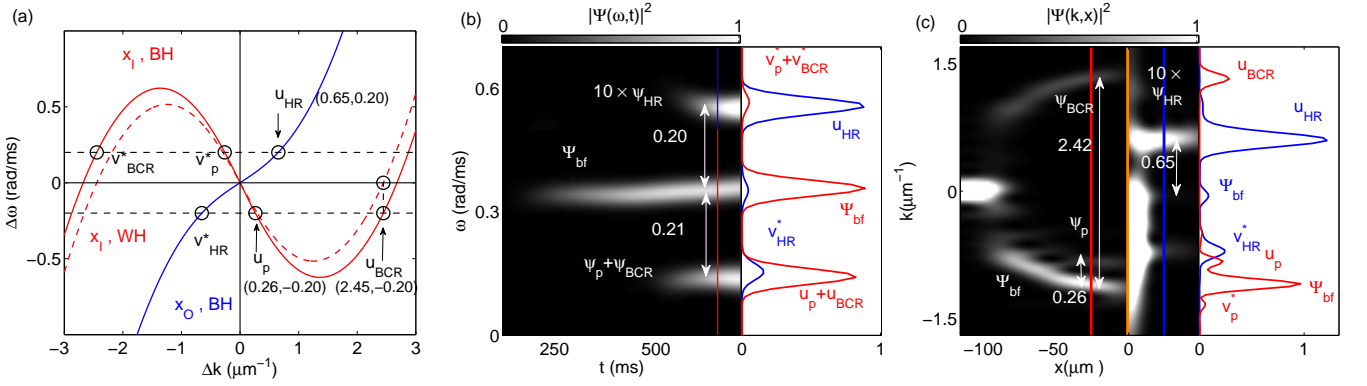 (a)
x_I , BH
u_HR (0.65,0.20)
v*_BCR
v*_p
v*_HR
u_p
(0.26,−0.20)
u_BCR
(2.45,−0.20)
x_I , WH
x_O , BH
Δω (rad/ms)
0.5
0
−0.5
−3 −2 −1 0 1 2 3
Δk (μm⁻¹)
(b)
|Ψ(ω,t)|²
0 1
ω (rad/ms)
0.6
0.3
0
10 × ψ_HR
0.20
Ψ_bf
0.21
ψ_p+ψ_BCR
v*_p+v*_BCR
u_HR
Ψ_bf
v*_HR
u_p+u_BCR
250 500 0 1
t (ms)
(c)
|Ψ(k,x)|²
0 1
k(μm⁻¹)
1.5
0
−1.5
10 ×
ψ_HR
ψ_BCR
2.42
0.65
ψ_p
Ψ_bf
0.26
u_BCR
u_HR
Ψ_bf
v*_HR
u_p
Ψ_bf
v*_p
−100 −50 0 0 1
x(μm )